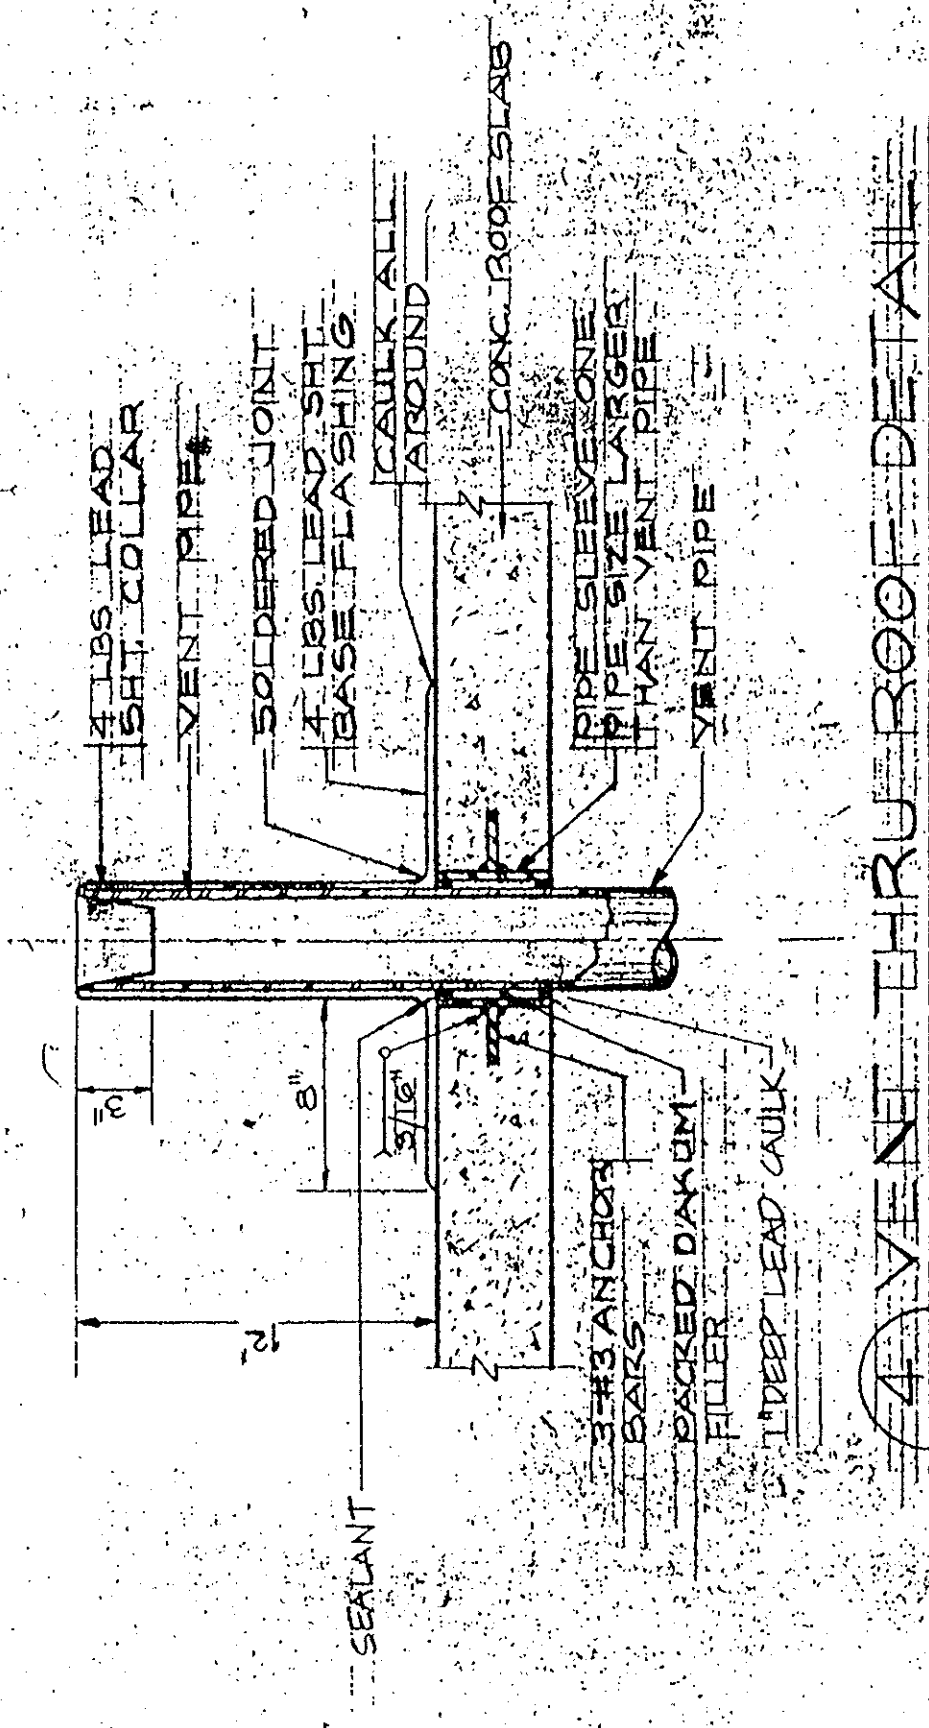 4 LBS. LEAD
SHT. COLLAR
VENT PIPE
SOLDERED JOINT
4 LBS. LEAD SHT.
BASE FLASHING
CAULK ALL
AROUND
CONC. ROOF SLAB
PIPE SLEEVE ONE
PIPE SIZE LARGER
THAN VENT PIPE
VENT PIPE
3"
8"
3/16"
12"
SEALANT
3-#3 ANCHOR
BARS
PACKED OAKUM
FILLER
1" DEEP LEAD CAULK
4 VENT THRU ROOF DETAIL